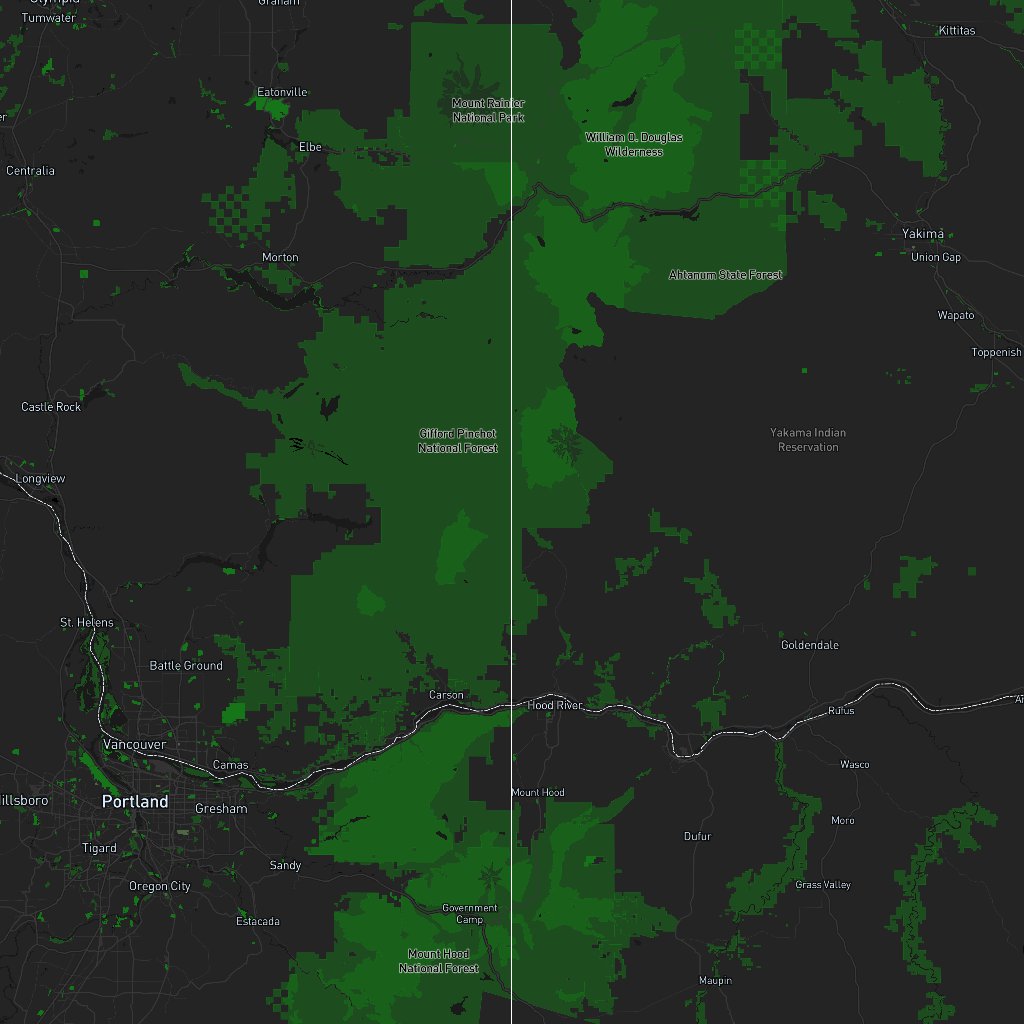 Tumwater
Kittitas
Eatonville
Mount Rainier
National Park
William O. Douglas
Wilderness
Elbe
Centralia
Yakima
Morton
Union Gap
Ahtanum State Forest
Wapato
Toppenish
Castle Rock
Gifford Pinchot
National Forest
Yakama Indian
Reservation
Longview
St. Helens
Goldendale
Battle Ground
Carson
Hood River
Rufus
Vancouver
Camas
Wasco
Mount Hood
Portland
Gresham
Moro
Dufur
Tigard
Sandy
Oregon City
Grass Valley
Government
Camp
Estacada
Mount Hood
National Forest
Maupin